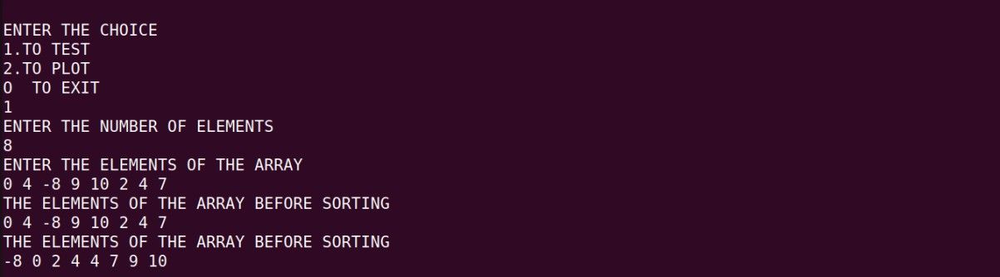 ENTER THE CHOICE
1.TO TEST
2.TO PLOT
O  TO EXIT
1
ENTER THE NUMBER OF ELEMENTS
8
ENTER THE ELEMENTS OF THE ARRAY
0 4 -8 9 10 2 4 7
THE ELEMENTS OF THE ARRAY BEFORE SORTING
0 4 -8 9 10 2 4 7
THE ELEMENTS OF THE ARRAY BEFORE SORTING
-8 0 2 4 4 7 9 10